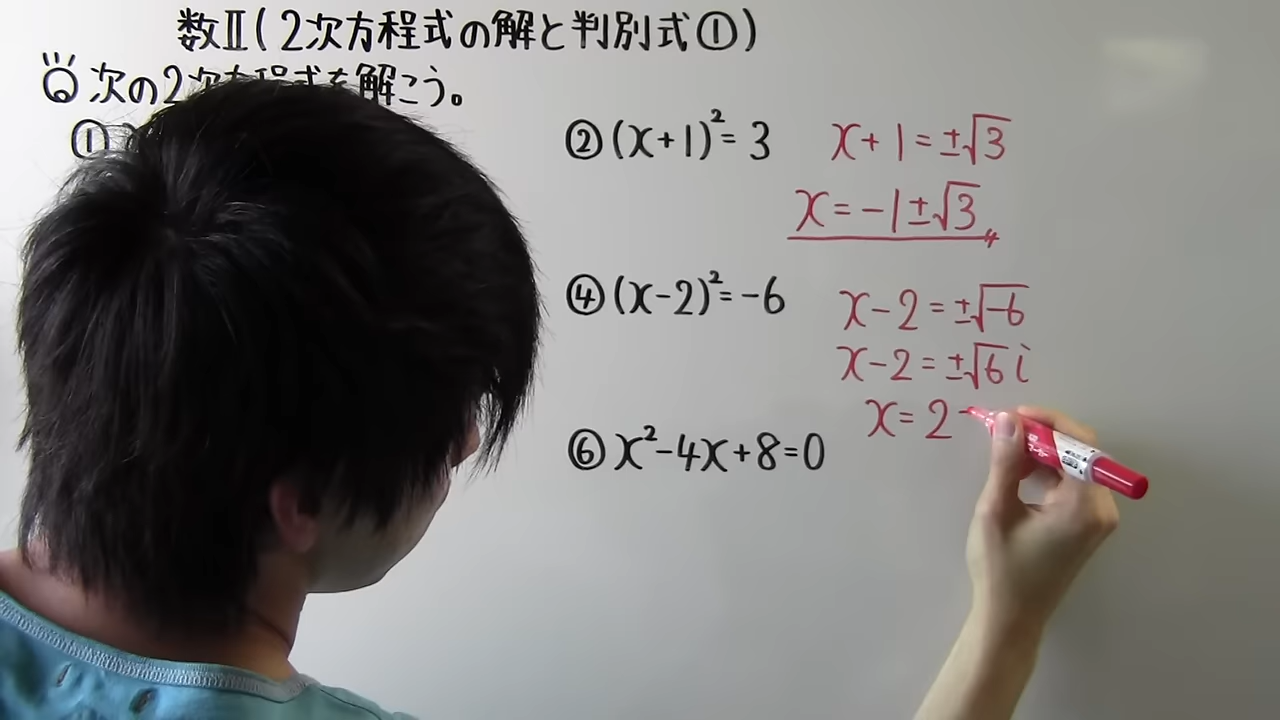 数Ⅱ(2次方程式の解と判別式①)
次の2次方程式を解こう。
①
②(x+1)²=3 x+1=±√3
x=-1±√3
④(x-2)²=-6 x-2=±√-6
x-2=±√6 i
x=2
⑥x²-4x+8=0